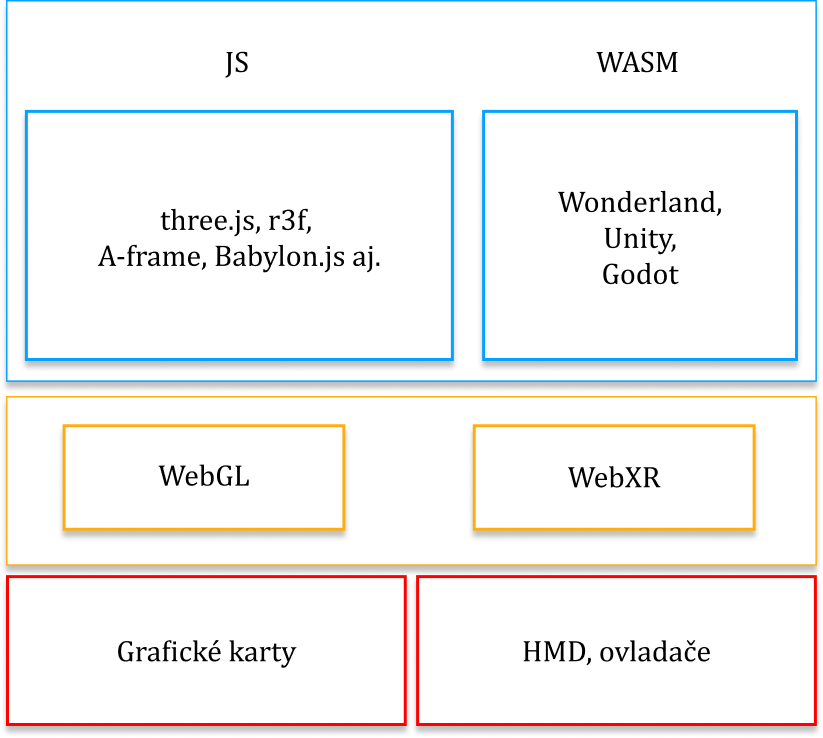 JS
WASM
three.js, r3f,
A-frame, Babylon.js aj.
Wonderland,
Unity,
Godot
WebGL
WebXR
Grafické karty
HMD, ovladače